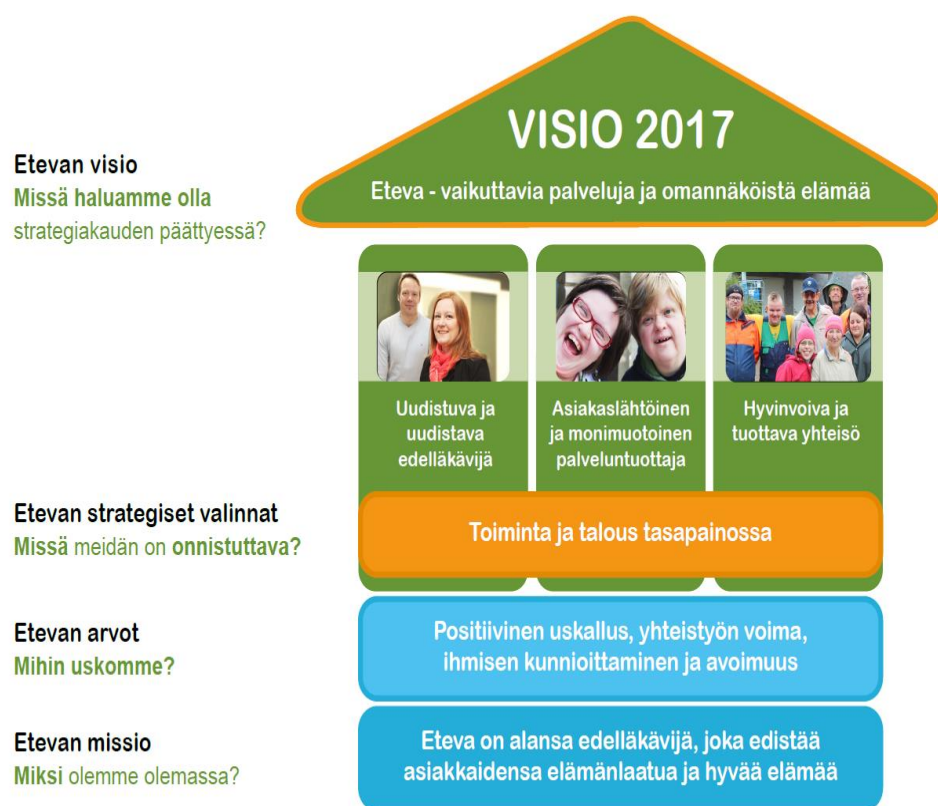 VISIO 2017
Eteva - vaikuttavia palveluja ja omannäköistä elämää
Etevan visio
Missä haluamme olla
strategiakauden päättyessä?
Uudistuva ja
uudistava
edelläkävijä
Asiakaslähtöinen
ja monimuotoinen
palveluntuottaja
Hyvinvoiva ja
tuottava yhteisö
Etevan strategiset valinnat
Missä meidän on onnistuttava?
Toiminta ja talous tasapainossa
Etevan arvot
Mihin uskomme?
Positiivinen uskallus, yhteistyön voima,
ihmisen kunnioittaminen ja avoimuus
Etevan missio
Miksi olemme olemassa?
Eteva on alansa edelläkävijä, joka edistää
asiakkaidensa elämänlaatua ja hyvää elämää